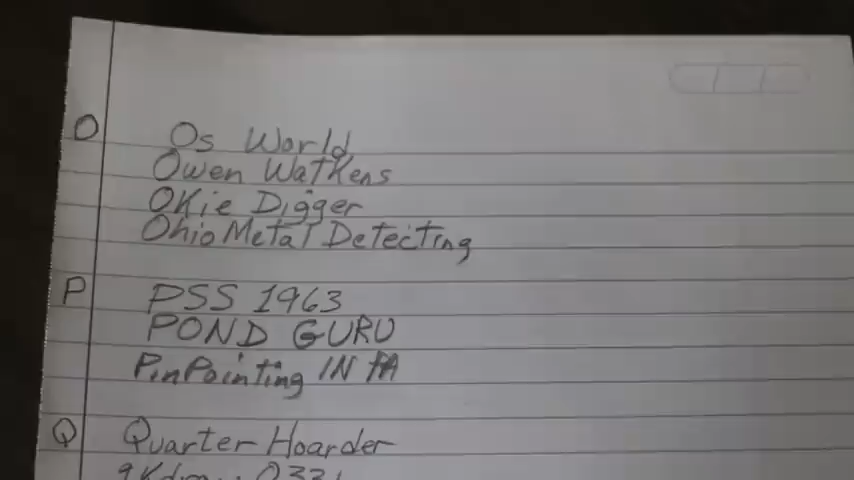 O Os World
Owen Watkens
OKie Digger
Ohio Metal Detecting
P PSS 1963
POND GURU
PinPointing IN PA
Q Quarter Hoarder